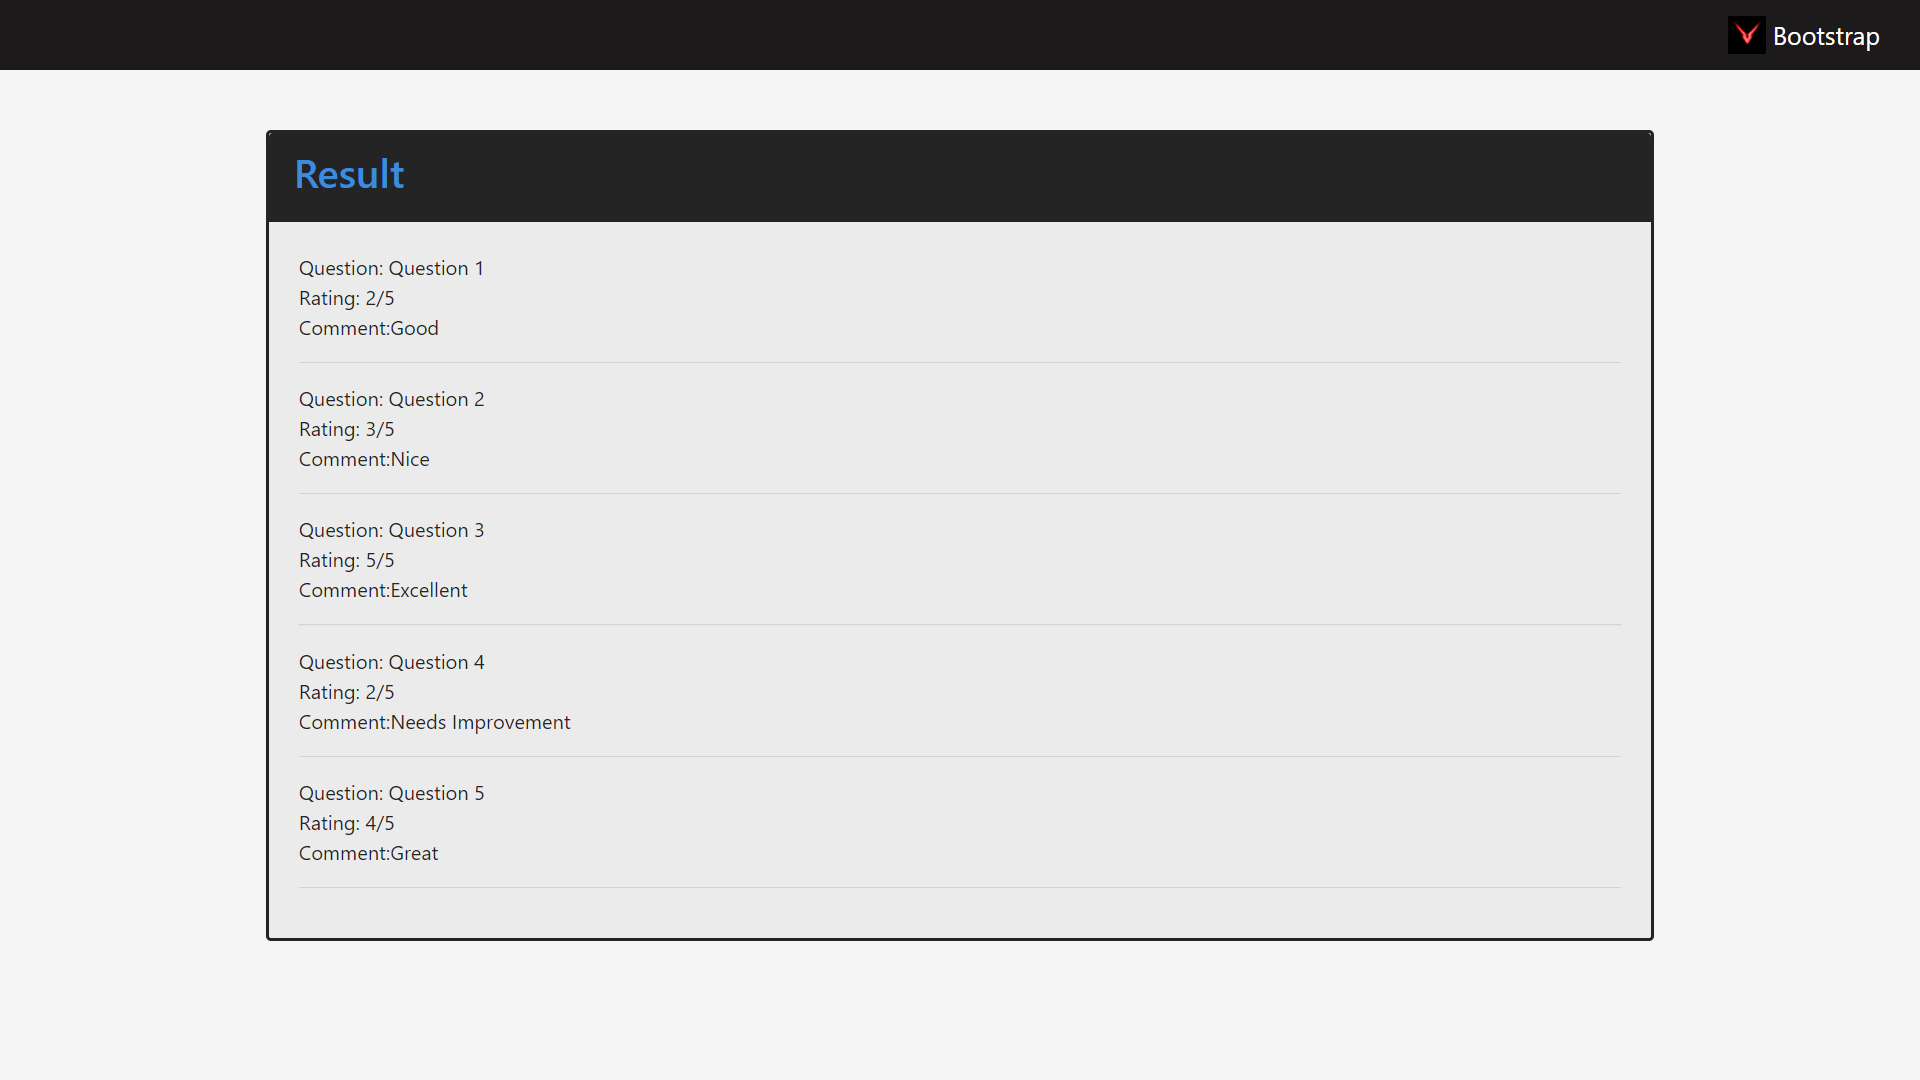 Bootstrap
Result
Question: Question 1
Rating: 2/5
Comment:Good
Question: Question 2
Rating: 3/5
Comment:Nice
Question: Question 3
Rating: 5/5
Comment:Excellent
Question: Question 4
Rating: 2/5
Comment:Needs Improvement
Question: Question 5
Rating: 4/5
Comment:Great